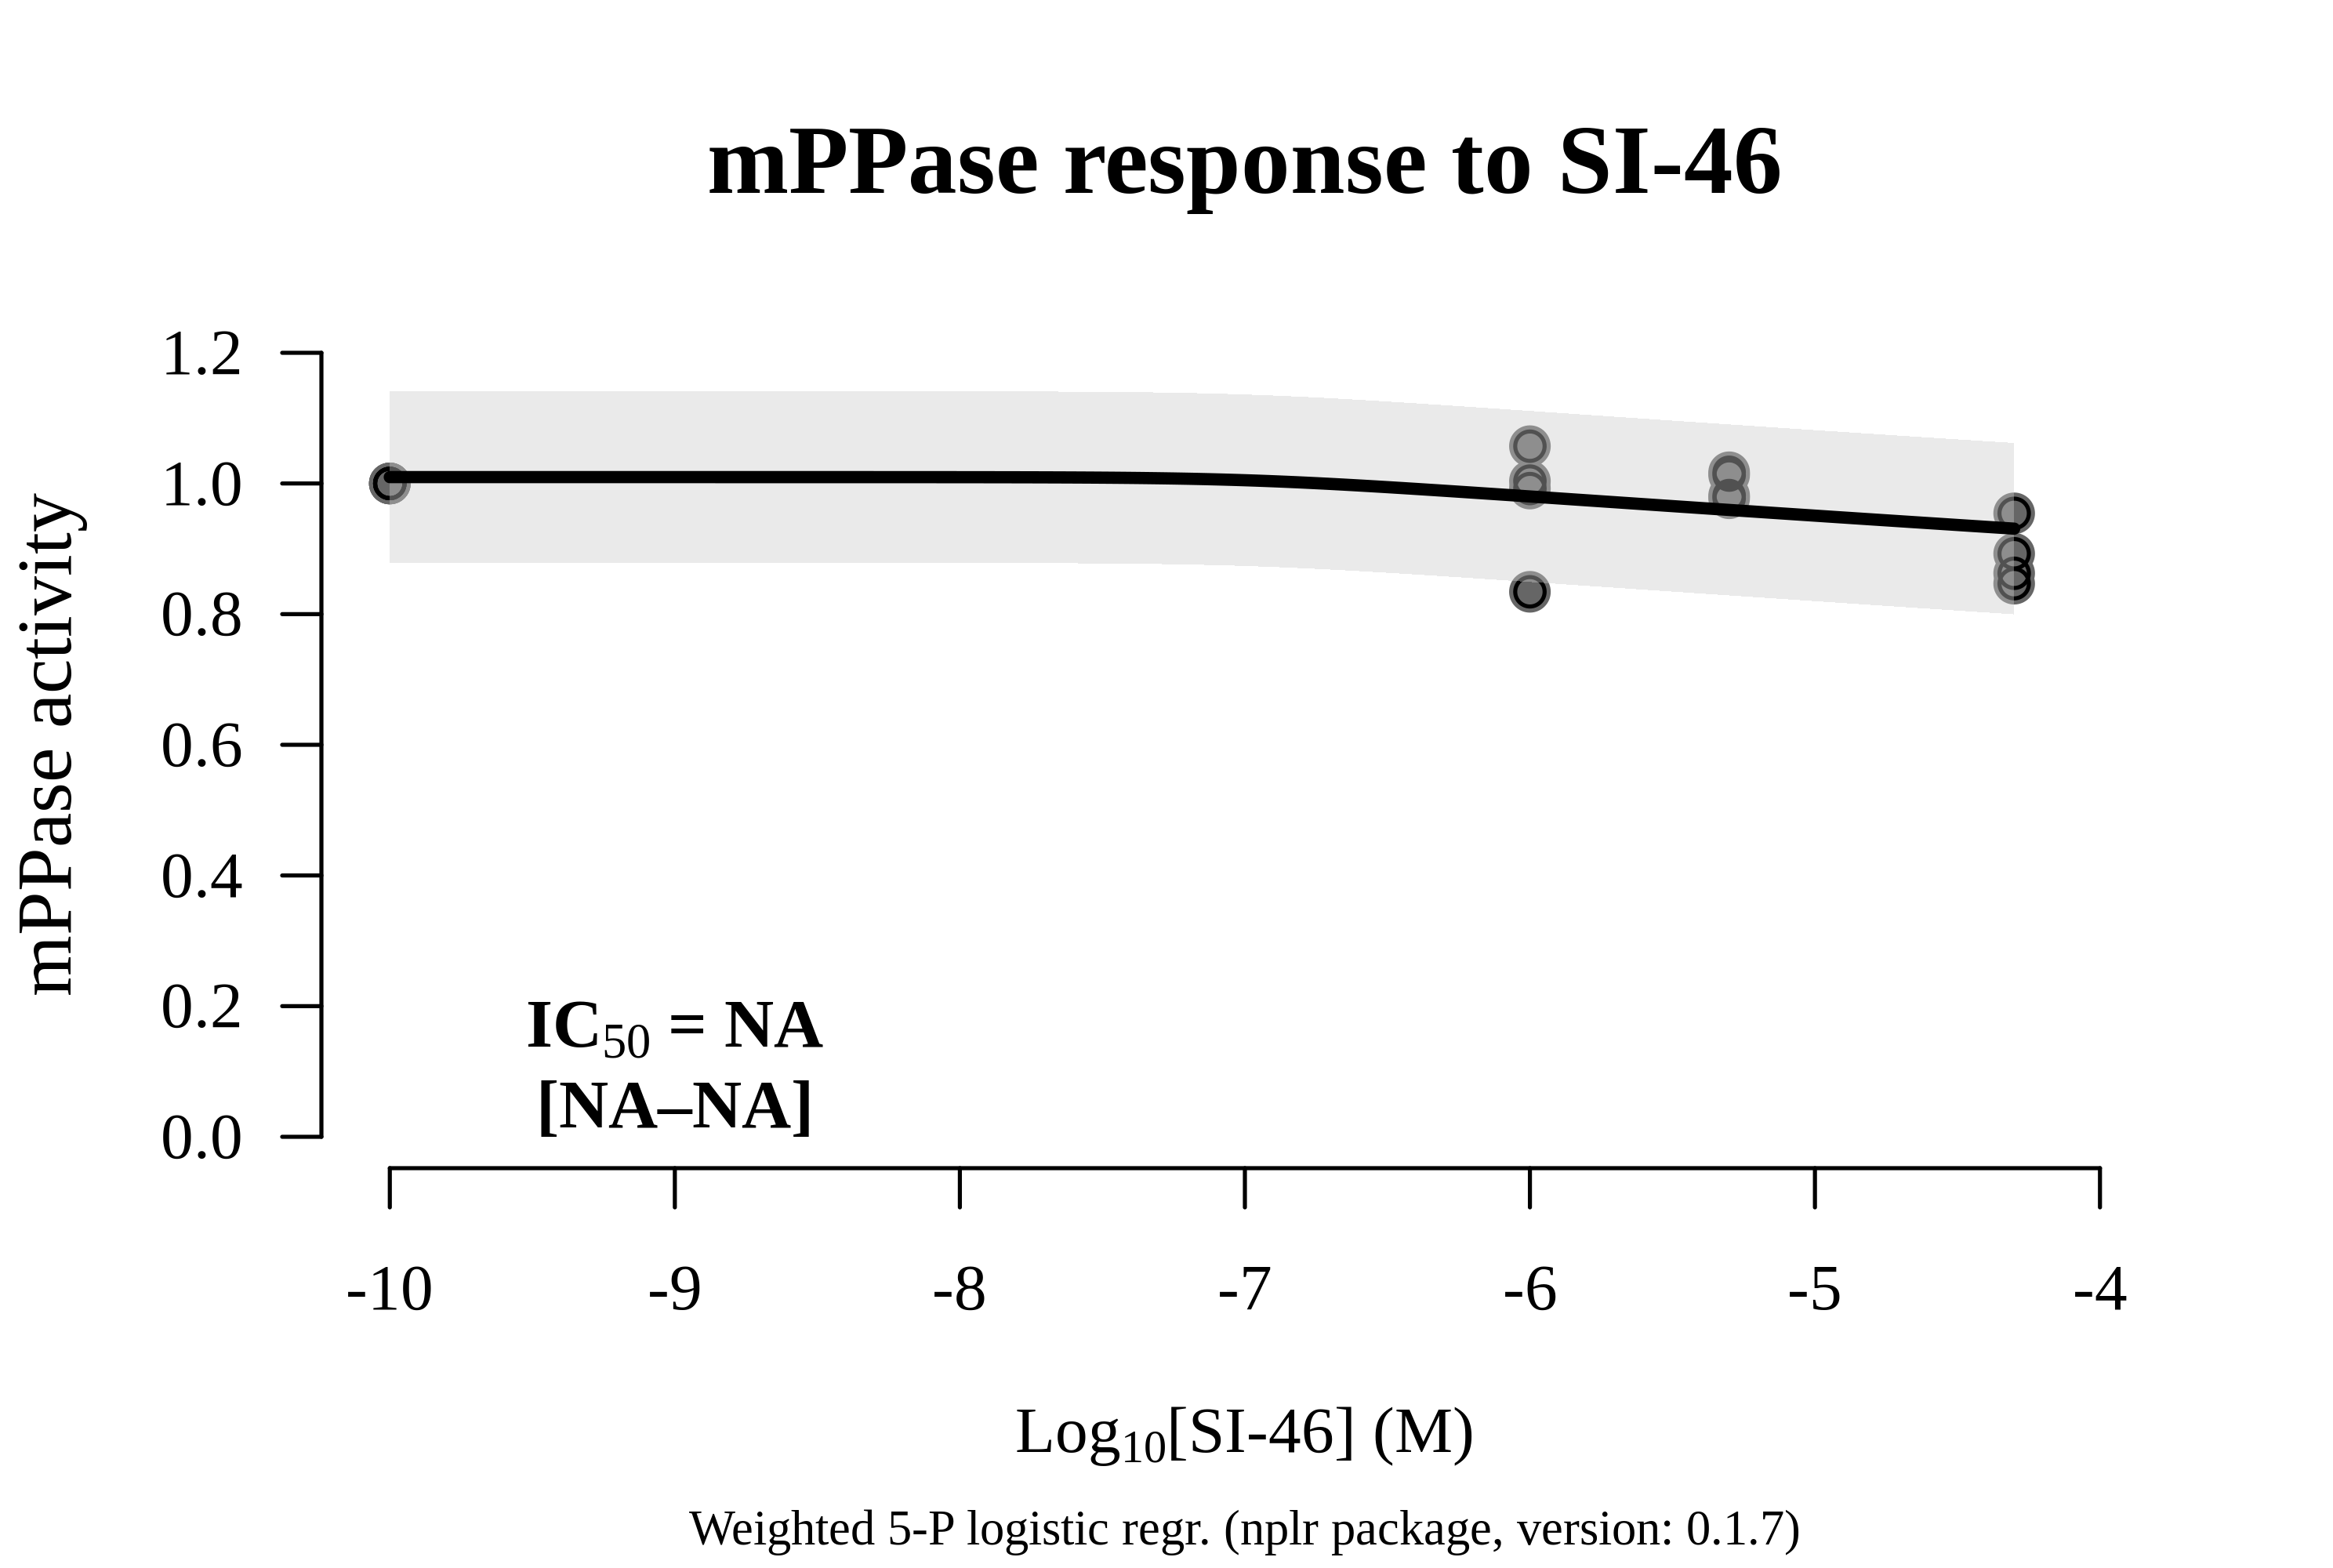 mPPase response to SI-46
mPPase activity
1.2
1.0
0.8
0.6
0.4
0.2
0.0
IC50 = NA
[NA–NA]
-10 -9 -8 -7 -6 -5 -4
Log10[SI-46] (M)
Weighted 5-P logistic regr. (nplr package, version: 0.1.7)